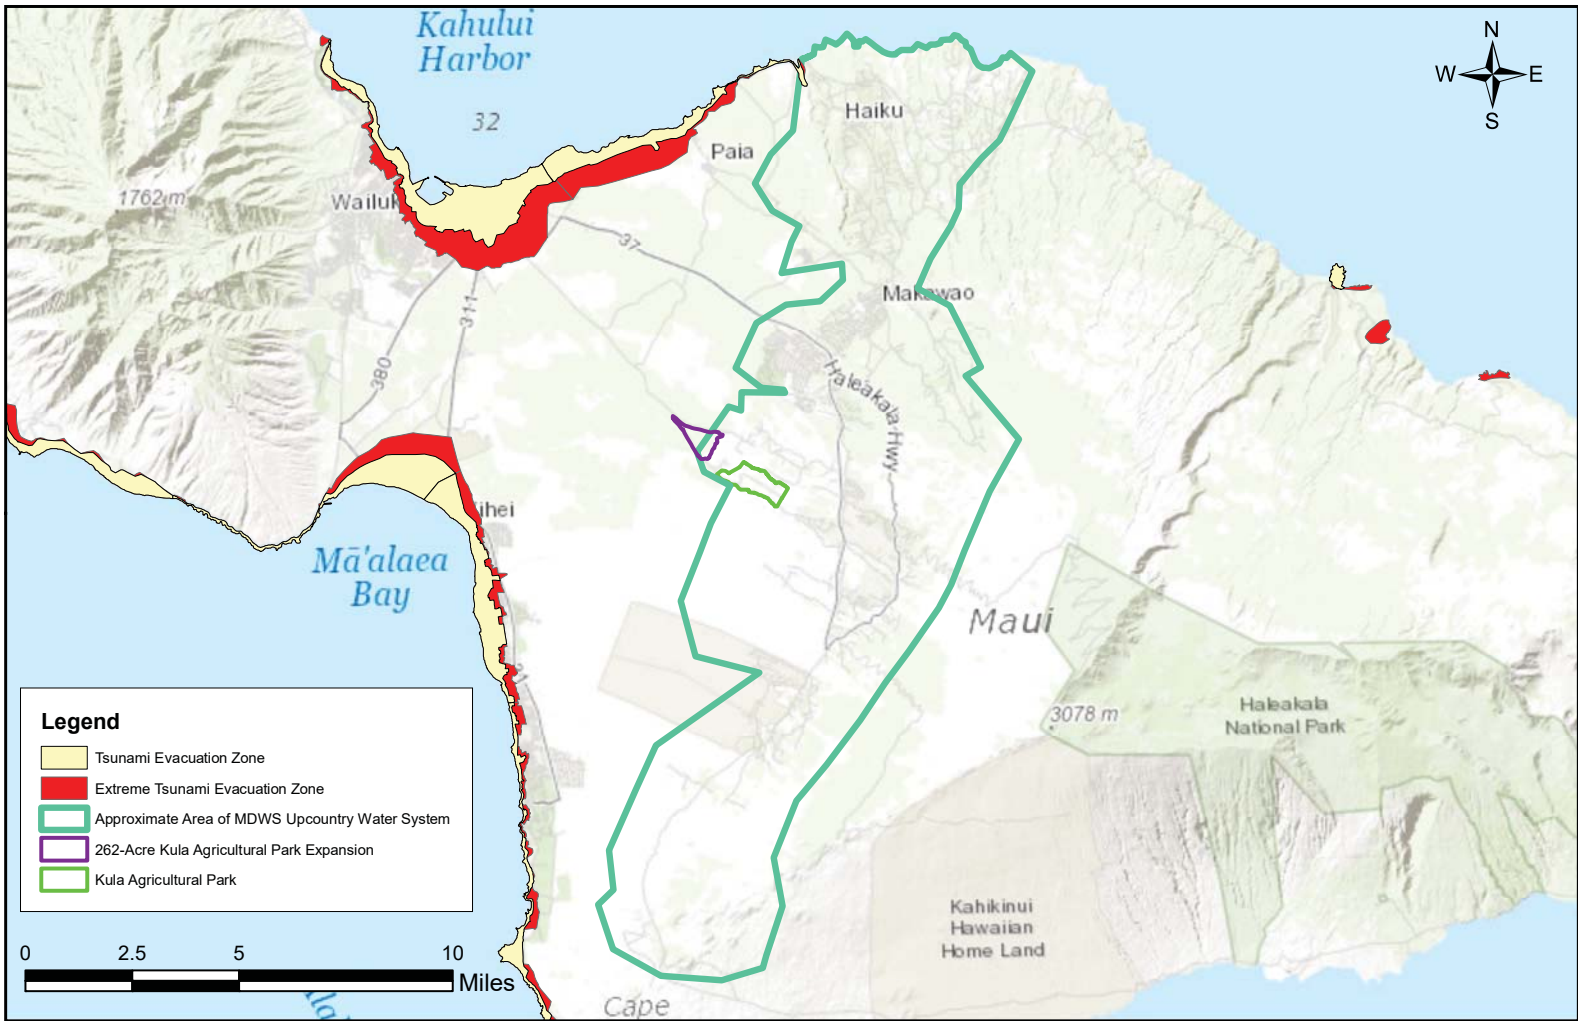 Kahului
Harbor
N
W E
S
32
Haiku
Paia
1762 m
Wailuk
37
311
Makawao
380
Haleakala Hwy
ihei
Mā'alaea
Bay
Maui
3078 m
Haleakala
National Park
Legend
Tsunami Evacuation Zone
Extreme Tsunami Evacuation Zone
Approximate Area of MDWS Upcountry Water System
262-Acre Kula Agricultural Park Expansion
Kula Agricultural Park
Kahikinui
Hawaiian
Home Land
0 2.5 5 10
Miles
Cape